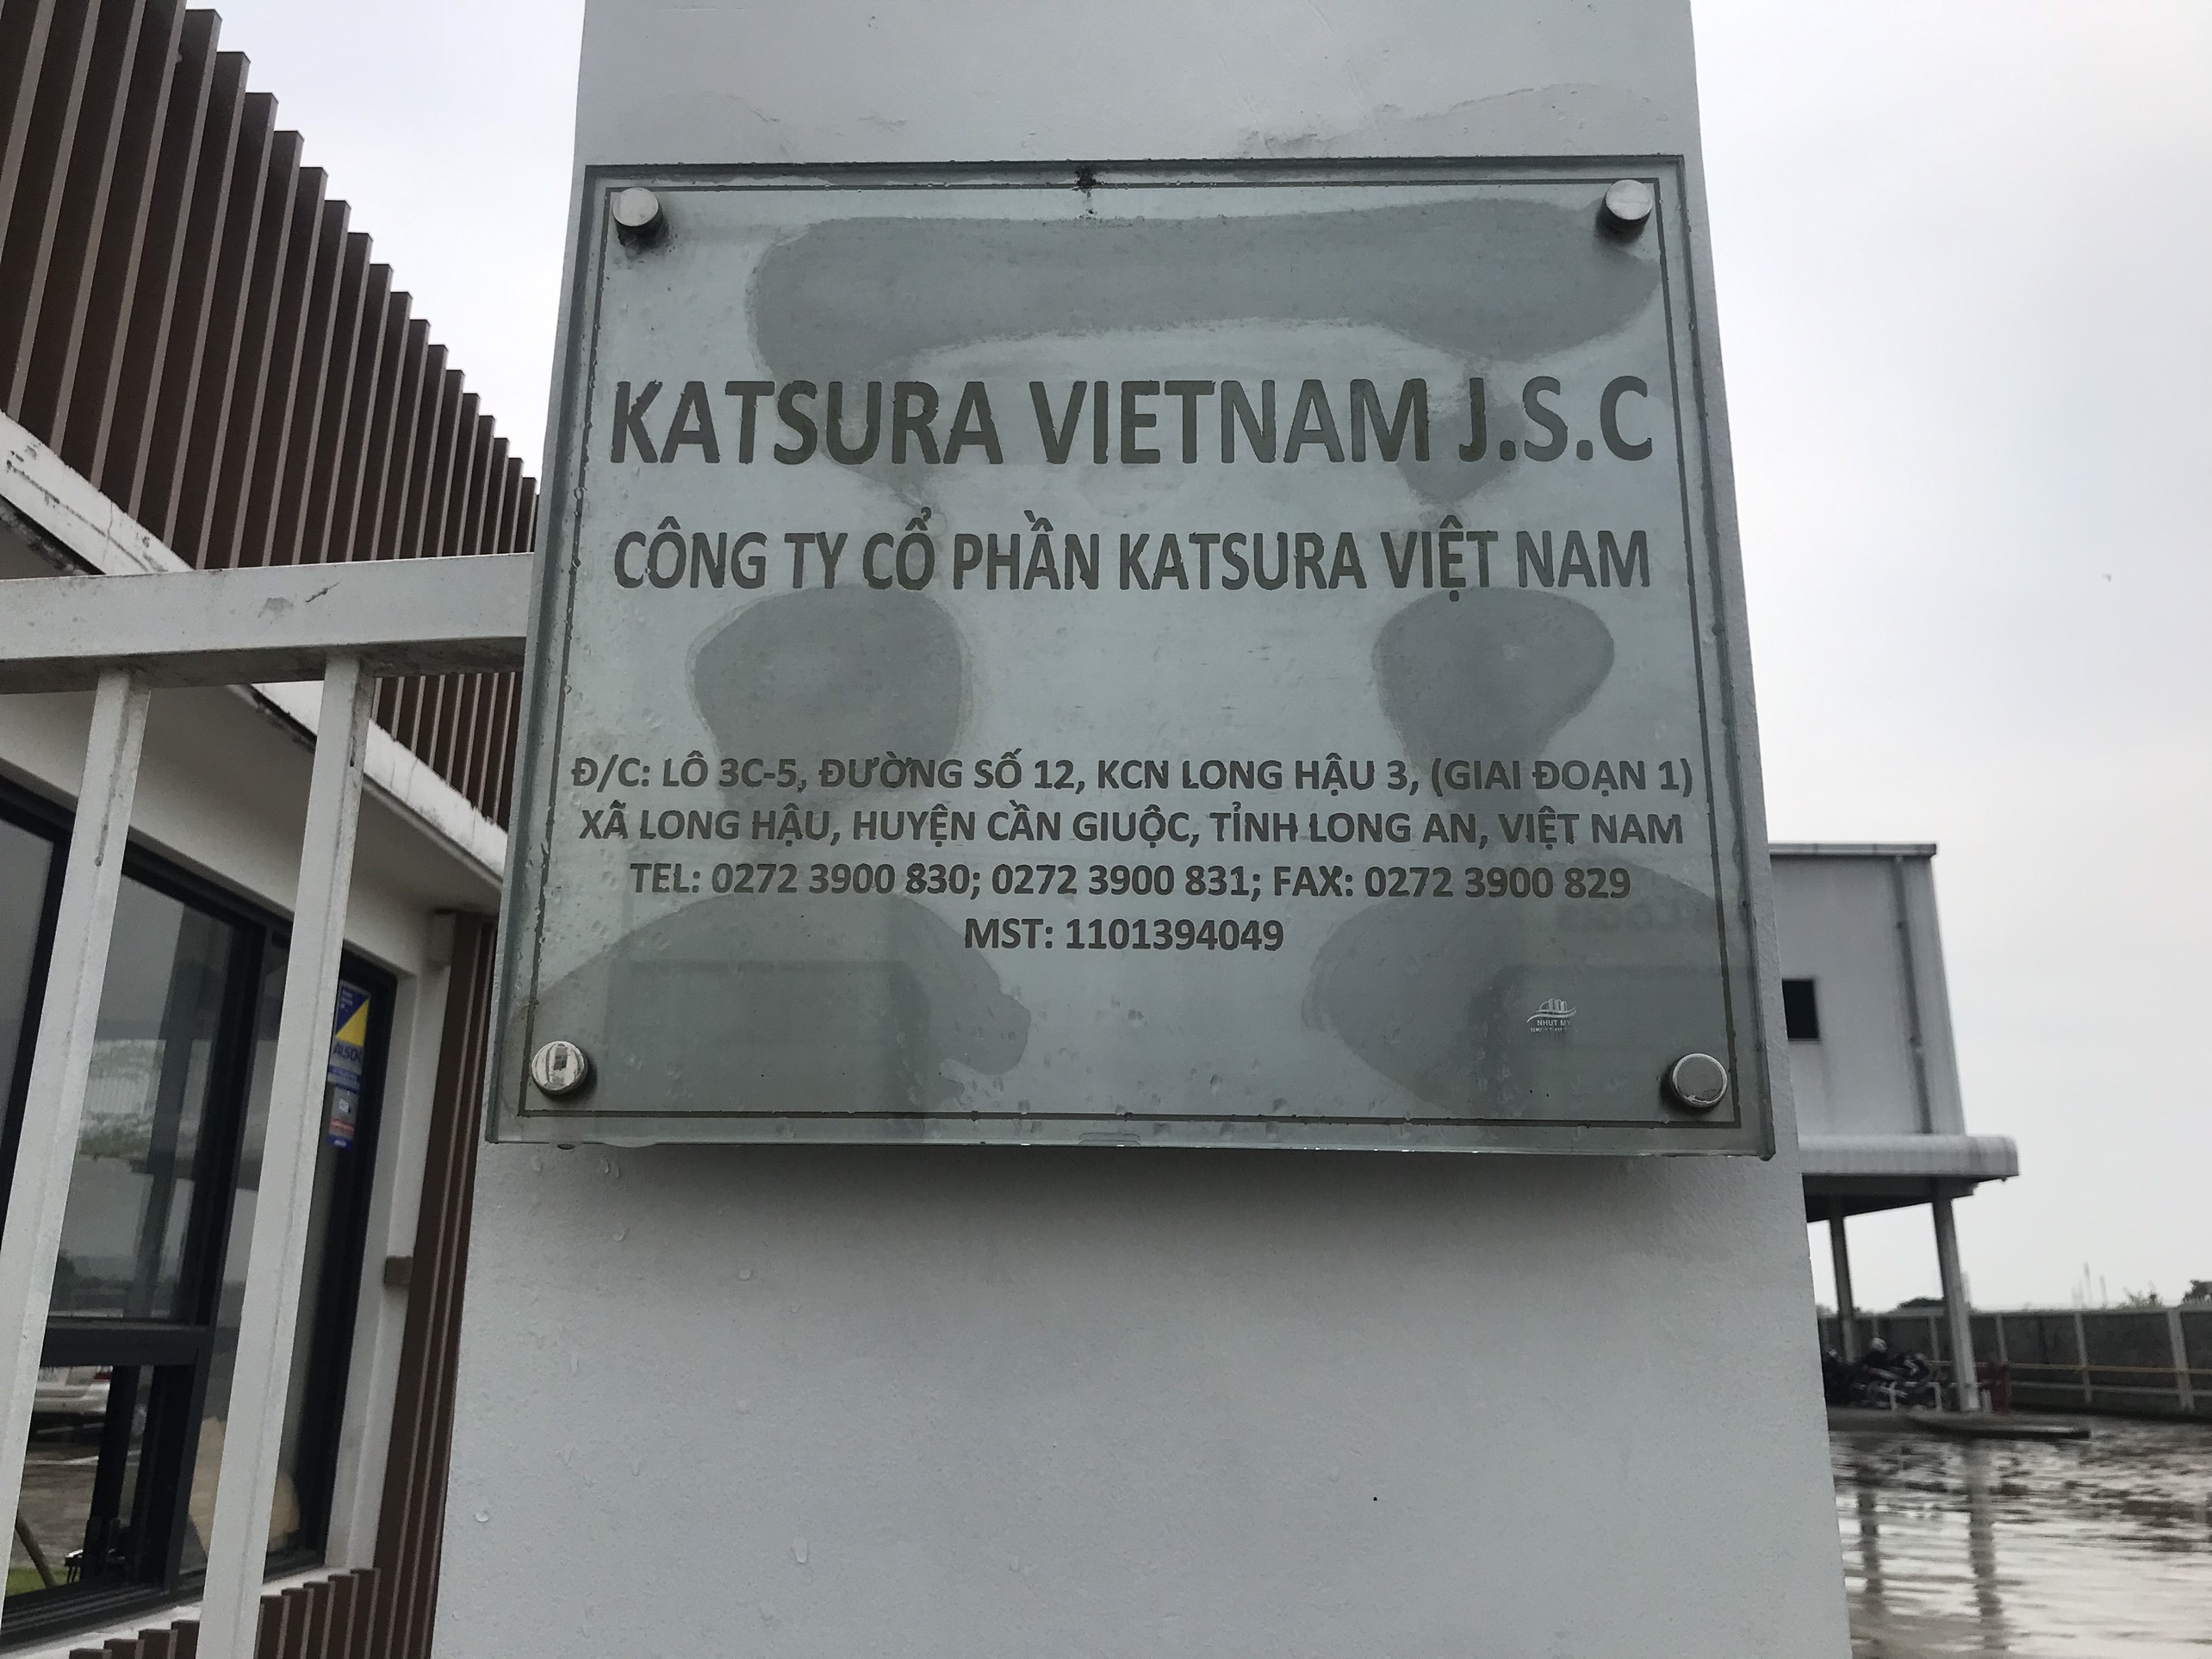 KATSURA VIETNAM J.S.C
CÔNG TY CỔ PHẦN KATSURA VIỆT NAM
Đ/C: LÔ 3C-5, ĐƯỜNG SỐ 12, KCN LONG HẬU 3, (GIAI ĐOẠN 1)
XÃ LONG HẬU, HUYỆN CẦN GIUỘC, TỈNH LONG AN, VIỆT NAM
TEL: 0272 3900 830; 0272 3900 831; FAX: 0272 3900 829
MST: 1101394049
NHUT MY